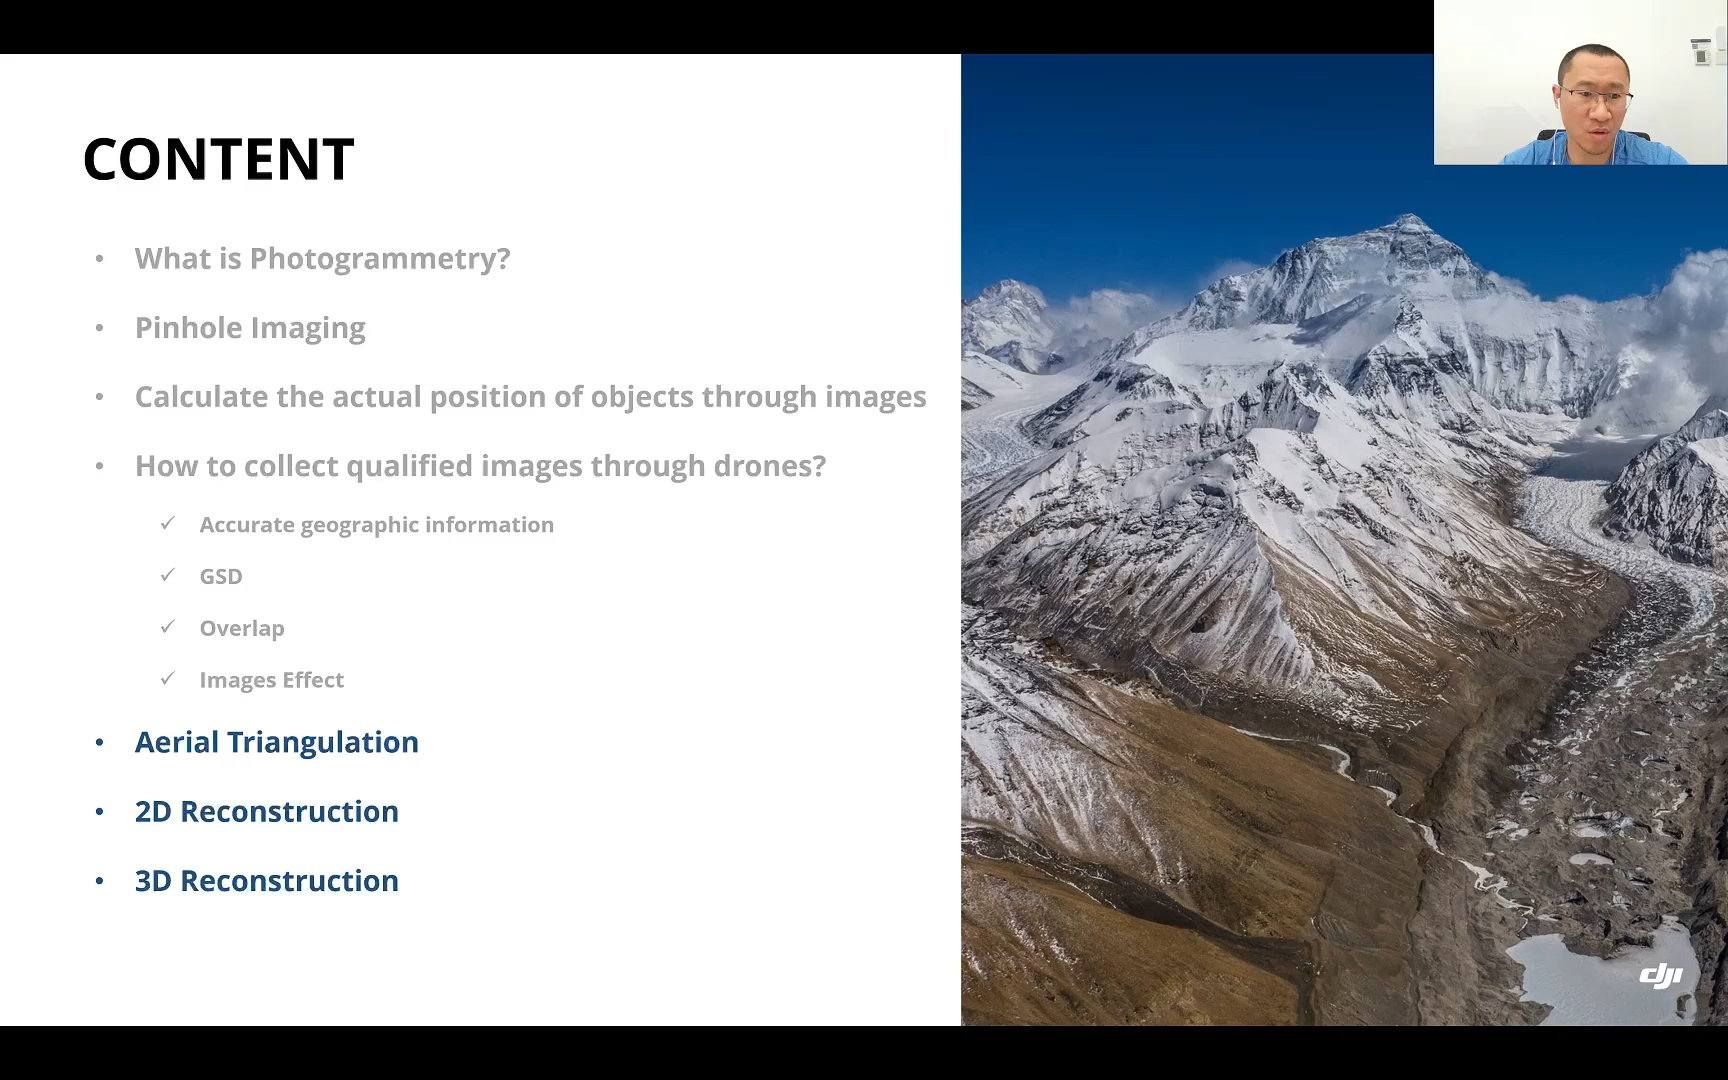 CONTENT
• What is Photogrammetry?
• Pinhole Imaging
• Calculate the actual position of objects through images
• How to collect qualified images through drones?
✓ Accurate geographic information
✓ GSD
✓ Overlap
✓ Images Effect
• Aerial Triangulation
• 2D Reconstruction
• 3D Reconstruction
dji